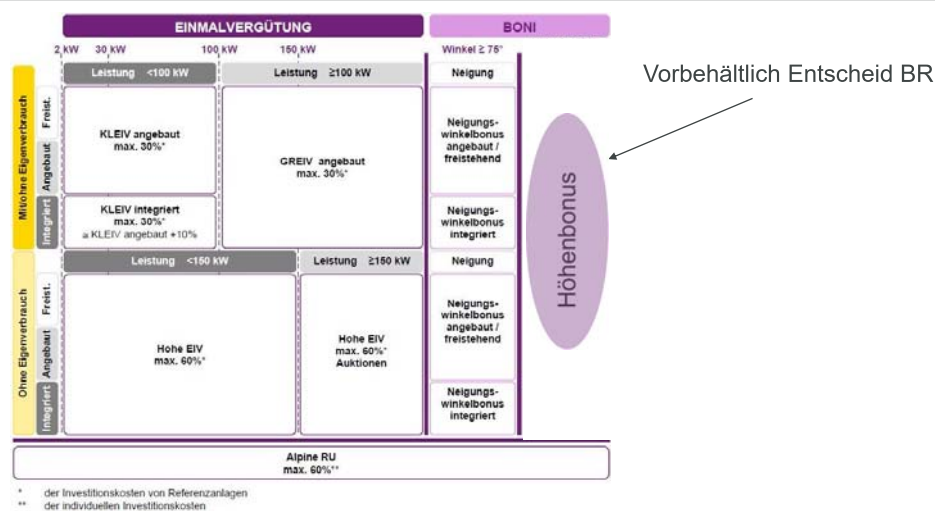 EINMALVERGÜTUNG
BONI
2 kW 30 kW 100 kW 150 kW
Winkel ≥ 75°
Leistung <100 kW
Leistung ≥100 kW
Neigung
Mit/ohne Eigenverbrauch
Freist.
Angebaut
Integriert
KLEIV angebaut
max. 30%*
GREIV angebaut
max. 30%*
KLEIV integriert
max. 30%*
≥ KLEIV angebaut +10%
Neigungs-
winkelbonus
angebaut /
freistehend
Neigungs-
winkelbonus
integriert
Leistung <150 kW
Leistung ≥150 kW
Neigung
Ohne Eigenverbrauch
Freist.
Angebaut
Integriert
Hohe EIV
max. 60%*
Hohe EIV
max. 60%*
Auktionen
Neigungs-
winkelbonus
angebaut /
freistehend
Neigungs-
winkelbonus
integriert
Höhenbonus
Vorbehältlich Entscheid BR
Alpine RU
max. 60%**
* der Investitionskosten von Referenzanlagen
** der individuellen Investitionskosten